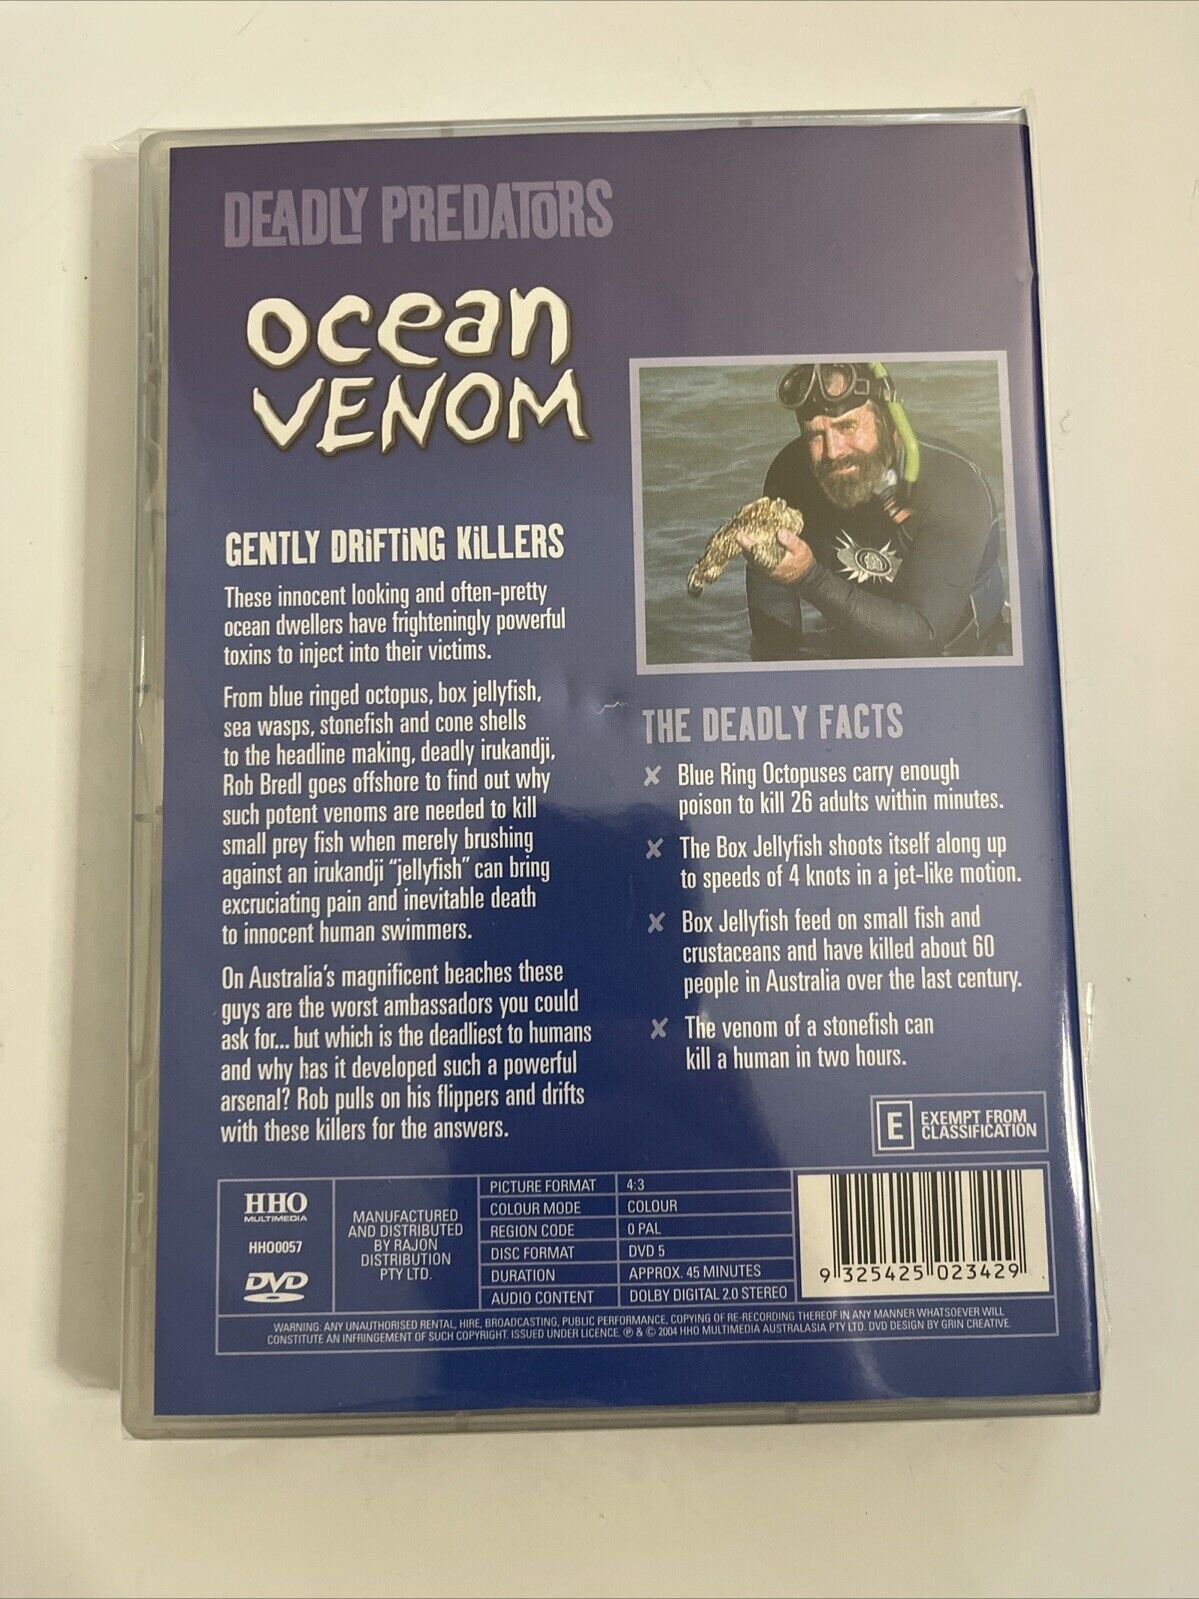 DEADLY PREDATORS
ocean
VENOM
GENTLY DRiFTiNG KiLLERS
These innocent looking and often-pretty
ocean dwellers have frighteningly powerful
toxins to inject into their victims.
From blue ringed octopus, box jellyfish,
sea wasps, stonefish and cone shells
to the headline making, deadly irukandji,
Rob Bredl goes offshore to find out why
such potent venoms are needed to kill
small prey fish when merely brushing
against an irukandji "jellyfish" can bring
excruciating pain and inevitable death
to innocent human swimmers.
On Australia's magnificent beaches these
guys are the worst ambassadors you could
ask for... but which is the deadliest to humans
and why has it developed such a powerful
arsenal? Rob pulls on his flippers and drifts
with these killers for the answers.
THE DEADLY FACTS
✘ Blue Ring Octopuses carry enough
poison to kill 26 adults within minutes.
✘ The Box Jellyfish shoots itself along up
to speeds of 4 knots in a jet-like motion.
✘ Box Jellyfish feed on small fish and
crustaceans and have killed about 60
people in Australia over the last century.
✘ The venom of a stonefish can
kill a human in two hours.
E EXEMPT FROM
CLASSIFICATION
HHO
MULTIMEDIA
HHO0057
DVD
MANUFACTURED
AND DISTRIBUTED
BY RAJON
DISTRIBUTION
PTY LTD.
PICTURE FORMAT 4:3
COLOUR MODE COLOUR
REGION CODE 0 PAL
DISC FORMAT DVD 5
DURATION APPROX. 45 MINUTES
AUDIO CONTENT DOLBY DIGITAL 2.0 STEREO
9 325425 023429
WARNING: ANY UNAUTHORISED RENTAL, HIRE, BROADCASTING, PUBLIC PERFORMANCE, COPYING OF RE-RECORDING THEREOF IN ANY MANNER WHATSOEVER WILL
CONSTITUTE AN INFRINGEMENT OF SUCH COPYRIGHT. ISSUED UNDER LICENCE. ℗ & © 2004 HHO MULTIMEDIA AUSTRALASIA PTY LTD. DVD DESIGN BY GRIN CREATIVE.